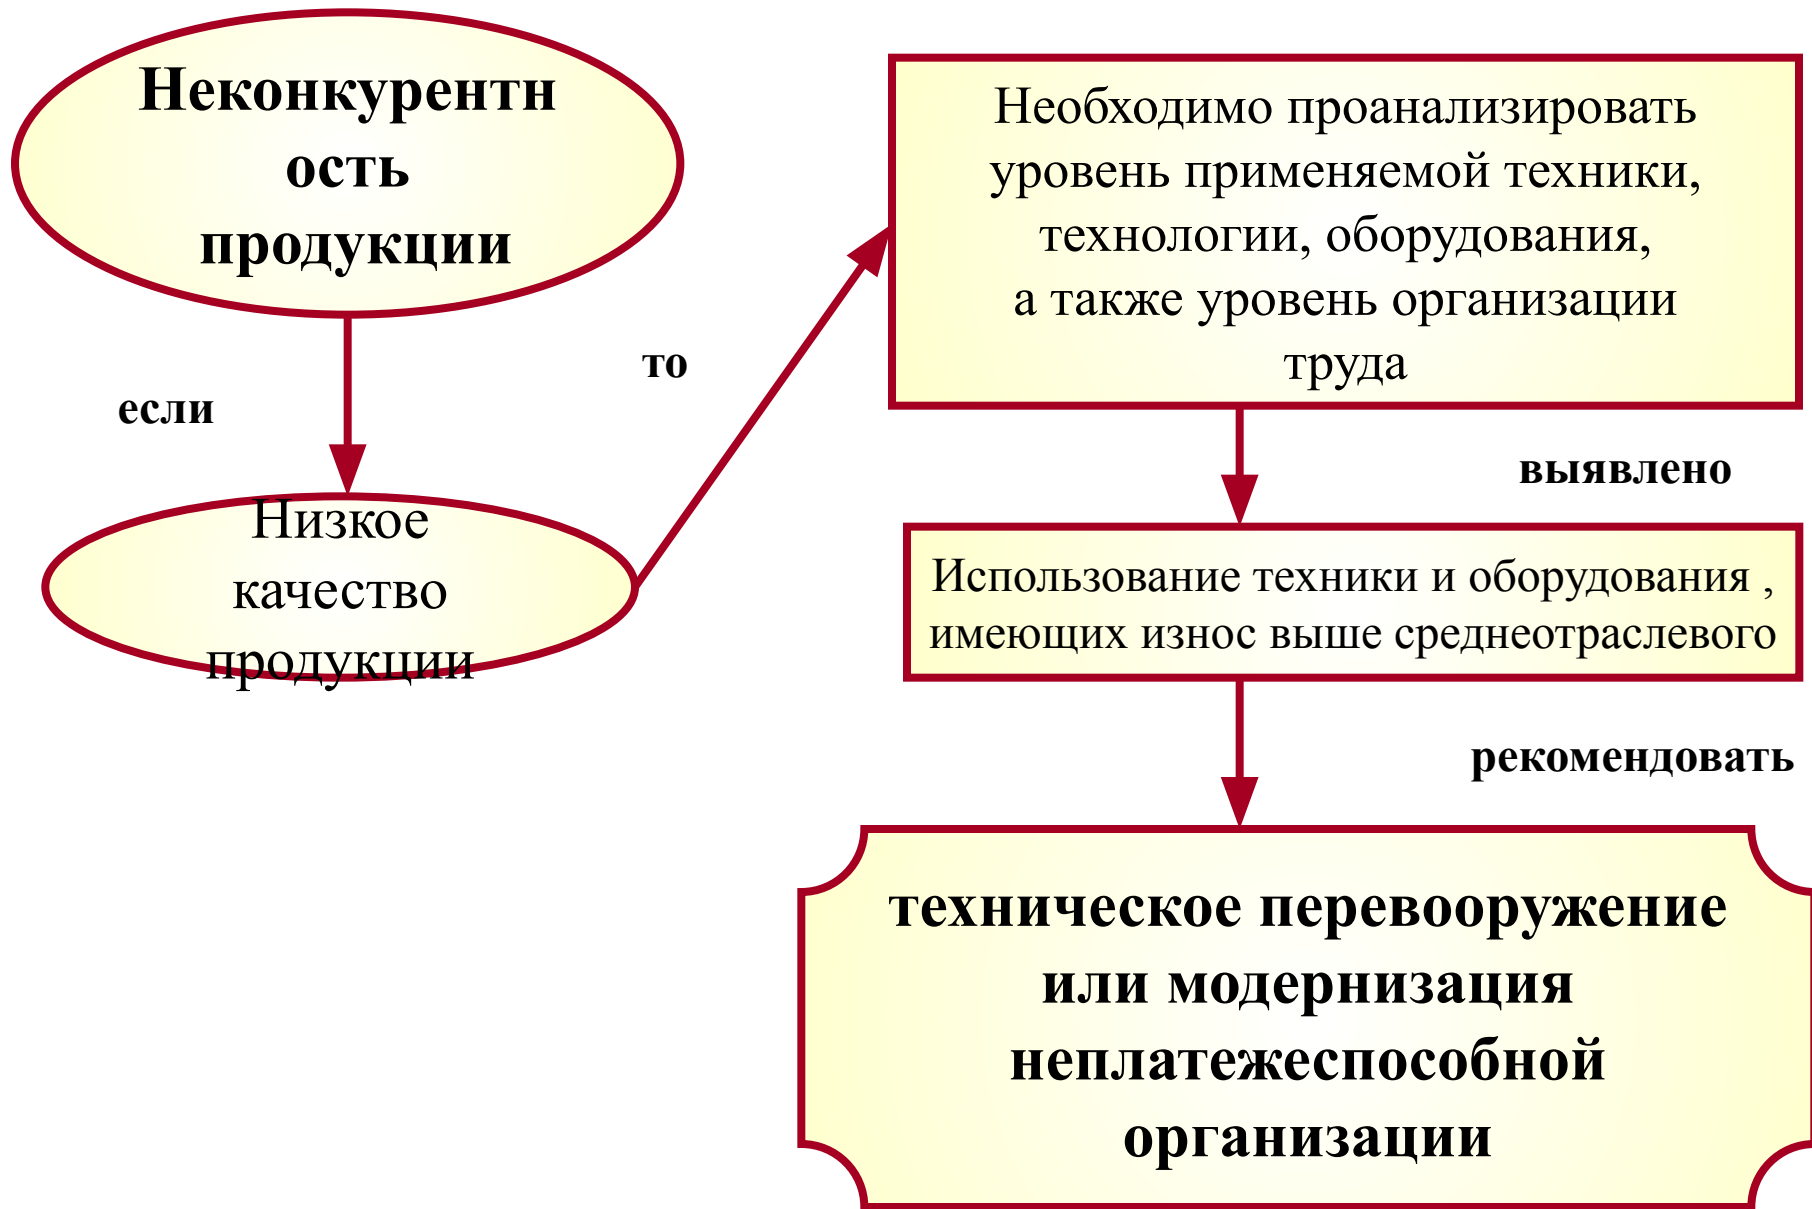 Неконкурентн
ость
продукции
если
Низкое
качество
продукции
то
Необходимо проанализировать
уровень применяемой техники,
технологии, оборудования,
а также уровень организации
труда
выявлено
Использование техники и оборудования ,
имеющих износ выше среднеотраслевого
рекомендовать
техническое перевооружение
или модернизация
неплатежеспособной
организации